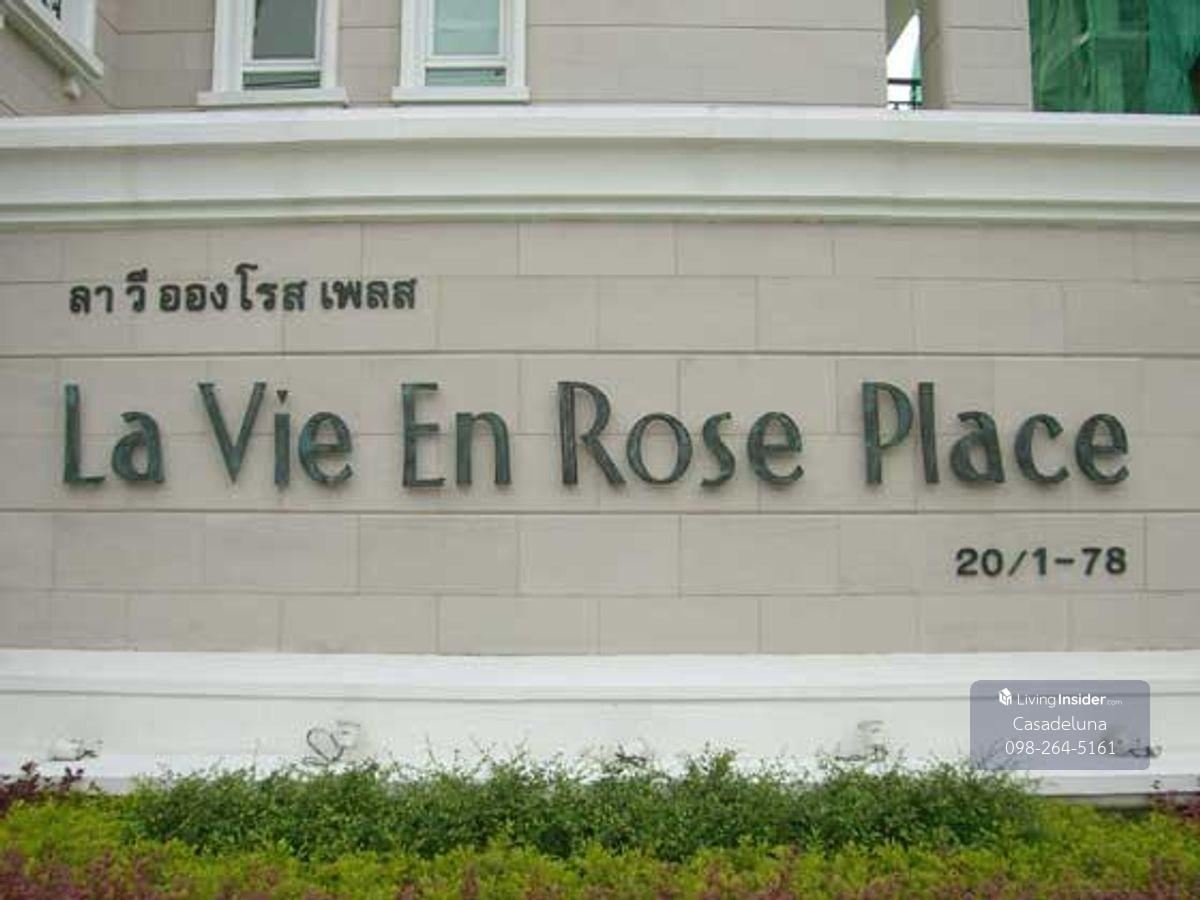 ลา วี อองโรส เพลส
La Vie En Rose Place
20/1-78
LivingInsider.com
Casadeluna
098-264-5161